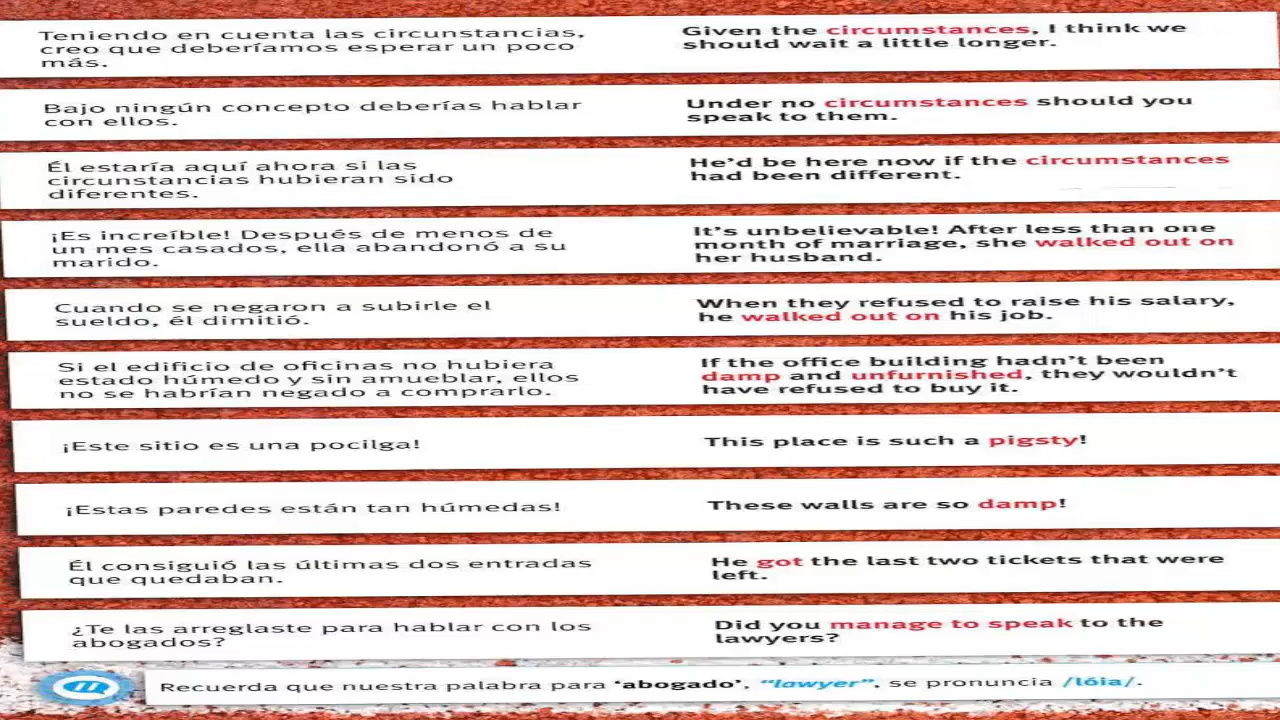 Teniendo en cuenta las circunstancias,
creo que deberíamos esperar un poco
más.
Given the circumstances, I think we
should wait a little longer.
Bajo ningún concepto deberías hablar
con ellos.
Under no circumstances should you
speak to them.
Él estaría aquí ahora si las
circunstancias hubieran sido
diferentes.
He'd be here now if the circumstances
had been different.
¡Es increíble! Después de menos de
un mes casados, ella abandonó a su
marido.
It's unbelievable! After less than one
month of marriage, she walked out on
her husband.
Cuando se negaron a subirle el
sueldo, él dimitió.
When they refused to raise his salary,
he walked out on his job.
Si el edificio de oficinas no hubiera
estado húmedo y sin amueblar, ellos
no se habrían negado a comprarlo.
If the office building hadn't been
damp and unfurnished, they wouldn't
have refused to buy it.
¡Este sitio es una pocilga!
This place is such a pigsty!
¡Estas paredes están tan húmedas!
These walls are so damp!
Él consiguió las últimas dos entradas
que quedaban.
He got the last two tickets that were
left.
¿Te las arreglaste para hablar con los
abogados?
Did you manage to speak to the
lawyers?
Recuerda que nuestra palabra para 'abogado', "lawyer", se pronuncia /lóia/.